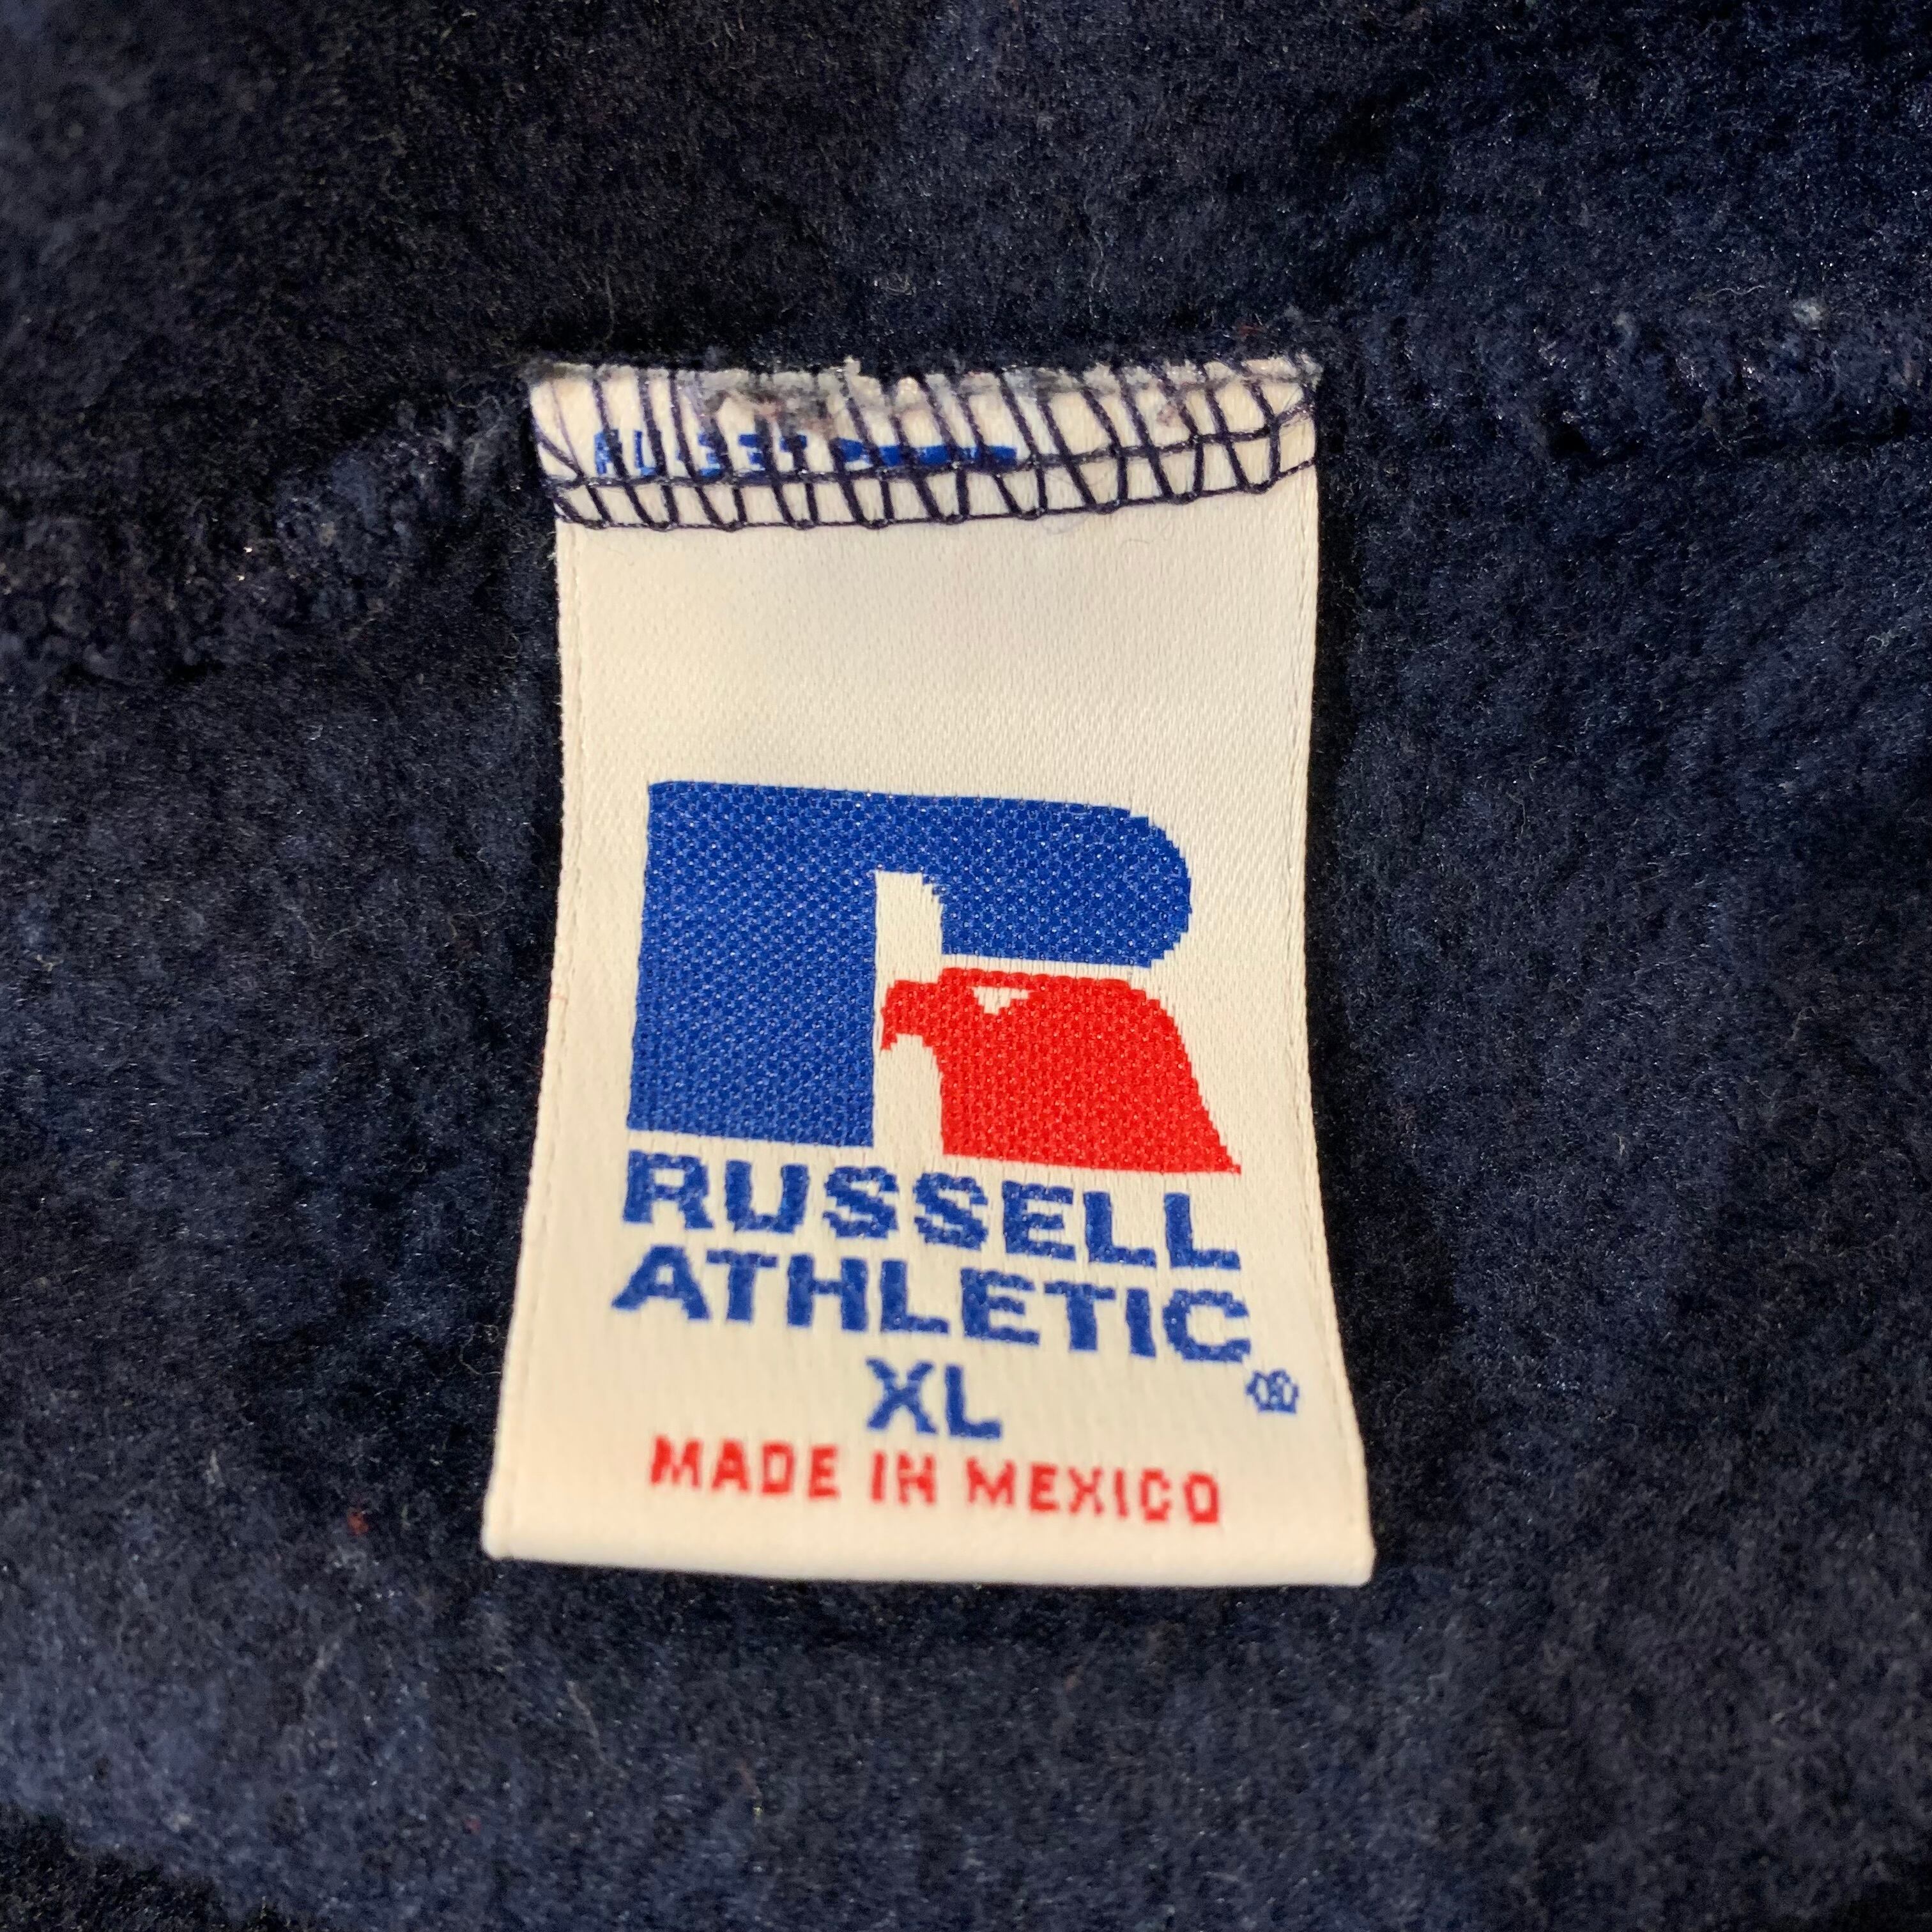 RUSSELL
ATHLETIC®
XL
MADE IN MEXICO